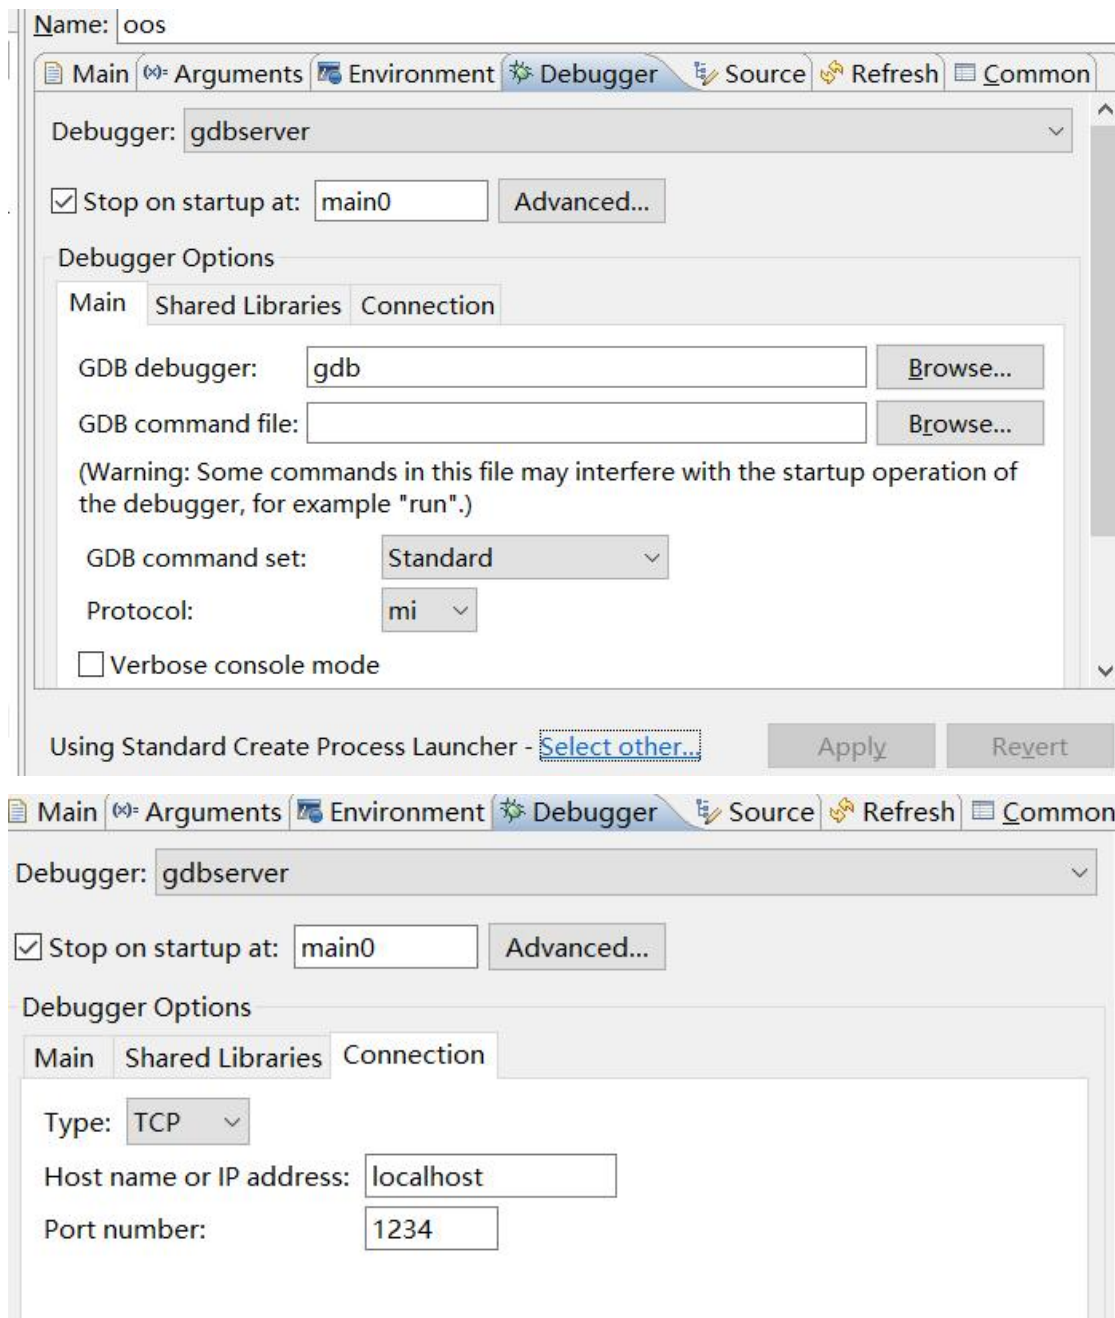 Name: oos
Main (x)= Arguments Environment Debugger Source Refresh Common
Debugger: gdbserver
Stop on startup at: main0 Advanced...
Debugger Options
Main Shared Libraries Connection
GDB debugger: gdb Browse...
GDB command file: Browse...
(Warning: Some commands in this file may interfere with the startup operation of
the debugger, for example "run".)
GDB command set: Standard
Protocol: mi
Verbose console mode
Using Standard Create Process Launcher - Select other... Apply Revert
Main (x)= Arguments Environment Debugger Source Refresh Common
Debugger: gdbserver
Stop on startup at: main0 Advanced...
Debugger Options
Main Shared Libraries Connection
Type: TCP
Host name or IP address: localhost
Port number: 1234